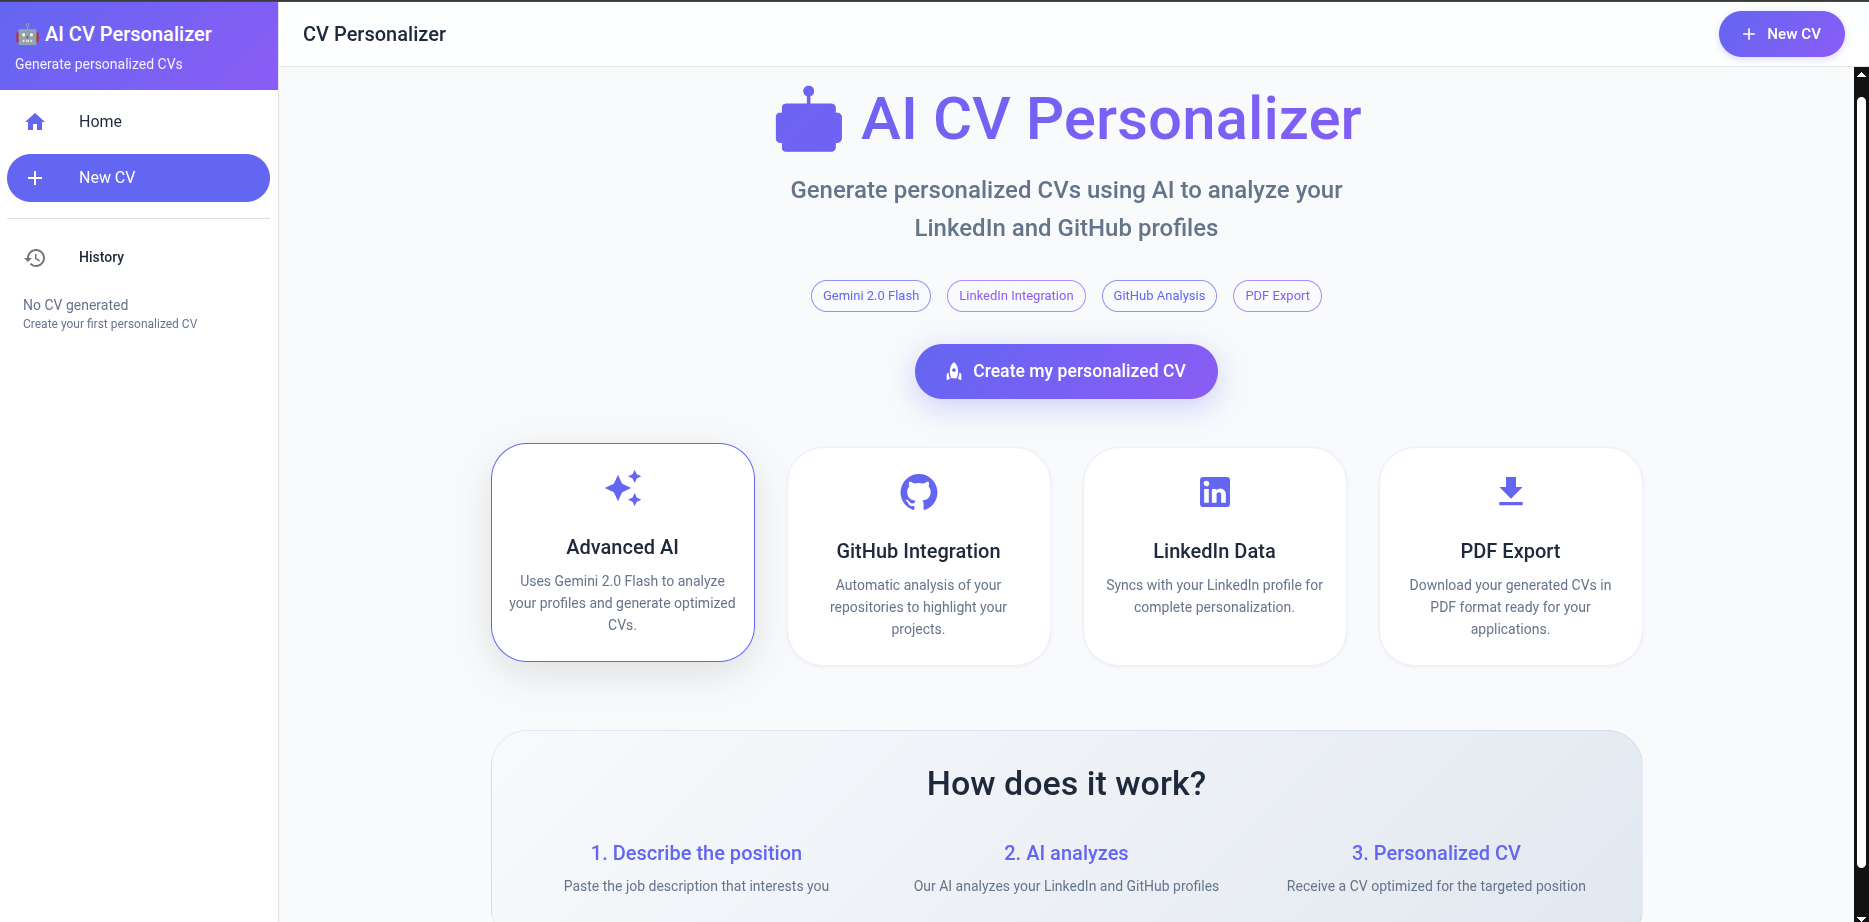 AI CV Personalizer
Generate personalized CVs
Home
New CV
History
No CV generated
Create your first personalized CV
CV Personalizer
New CV
AI CV Personalizer
Generate personalized CVs using AI to analyze your
LinkedIn and GitHub profiles
Gemini 2.0 Flash
LinkedIn Integration
GitHub Analysis
PDF Export
Create my personalized CV
Advanced AI
Uses Gemini 2.0 Flash to analyze
your profiles and generate optimized
CVs.
GitHub Integration
Automatic analysis of your
repositories to highlight your
projects.
LinkedIn Data
Syncs with your LinkedIn profile for
complete personalization.
PDF Export
Download your generated CVs in
PDF format ready for your
applications.
How does it work?
1. Describe the position
Paste the job description that interests you
2. AI analyzes
Our AI analyzes your LinkedIn and GitHub profiles
3. Personalized CV
Receive a CV optimized for the targeted position